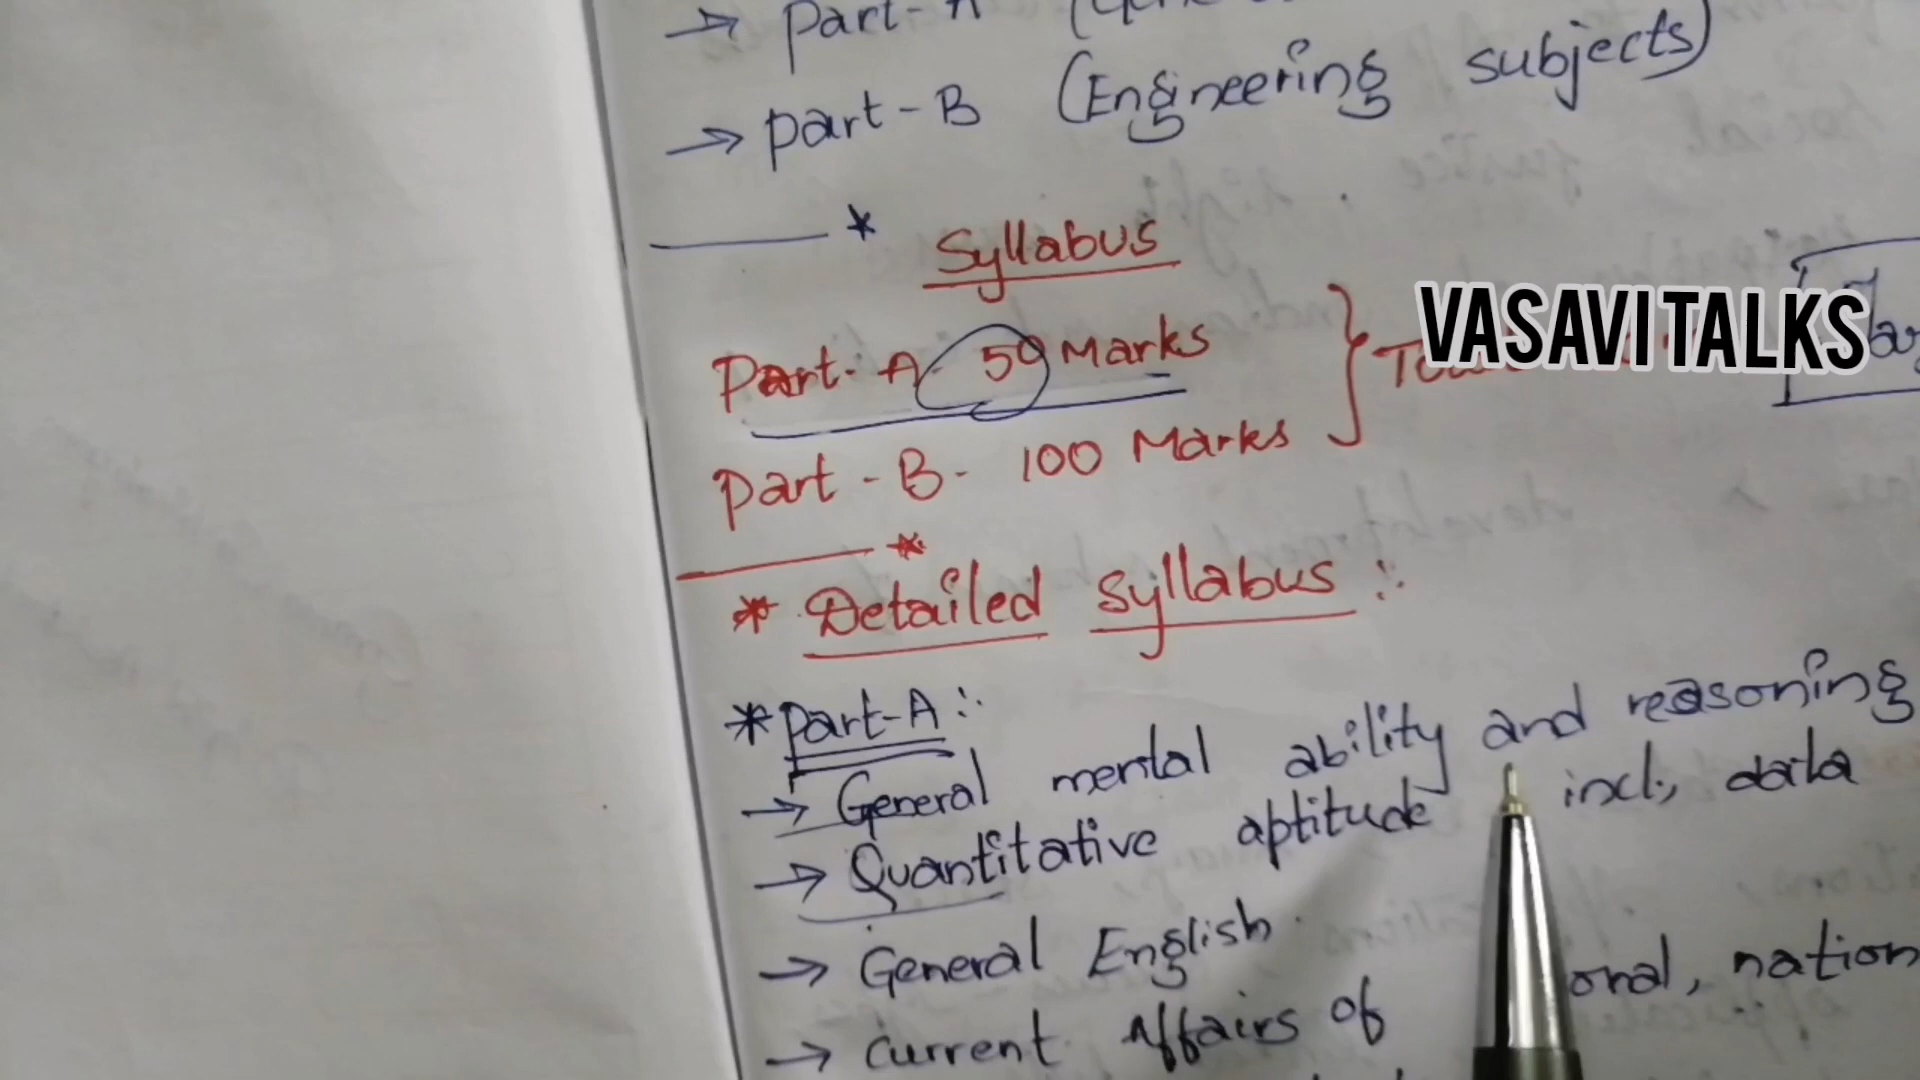 → Part-A
→ Part-B (Engineering subjects)
* Syllabus
VASAVI TALKS
Part-A- 50 Marks
Part-B- 100 Marks
*
* Detailed Syllabus :-
* Part-A :-
→ General mental ability and reasoning
→ Quantitative aptitude incl., data
→ General English.
→ Current Affairs of onal, nation